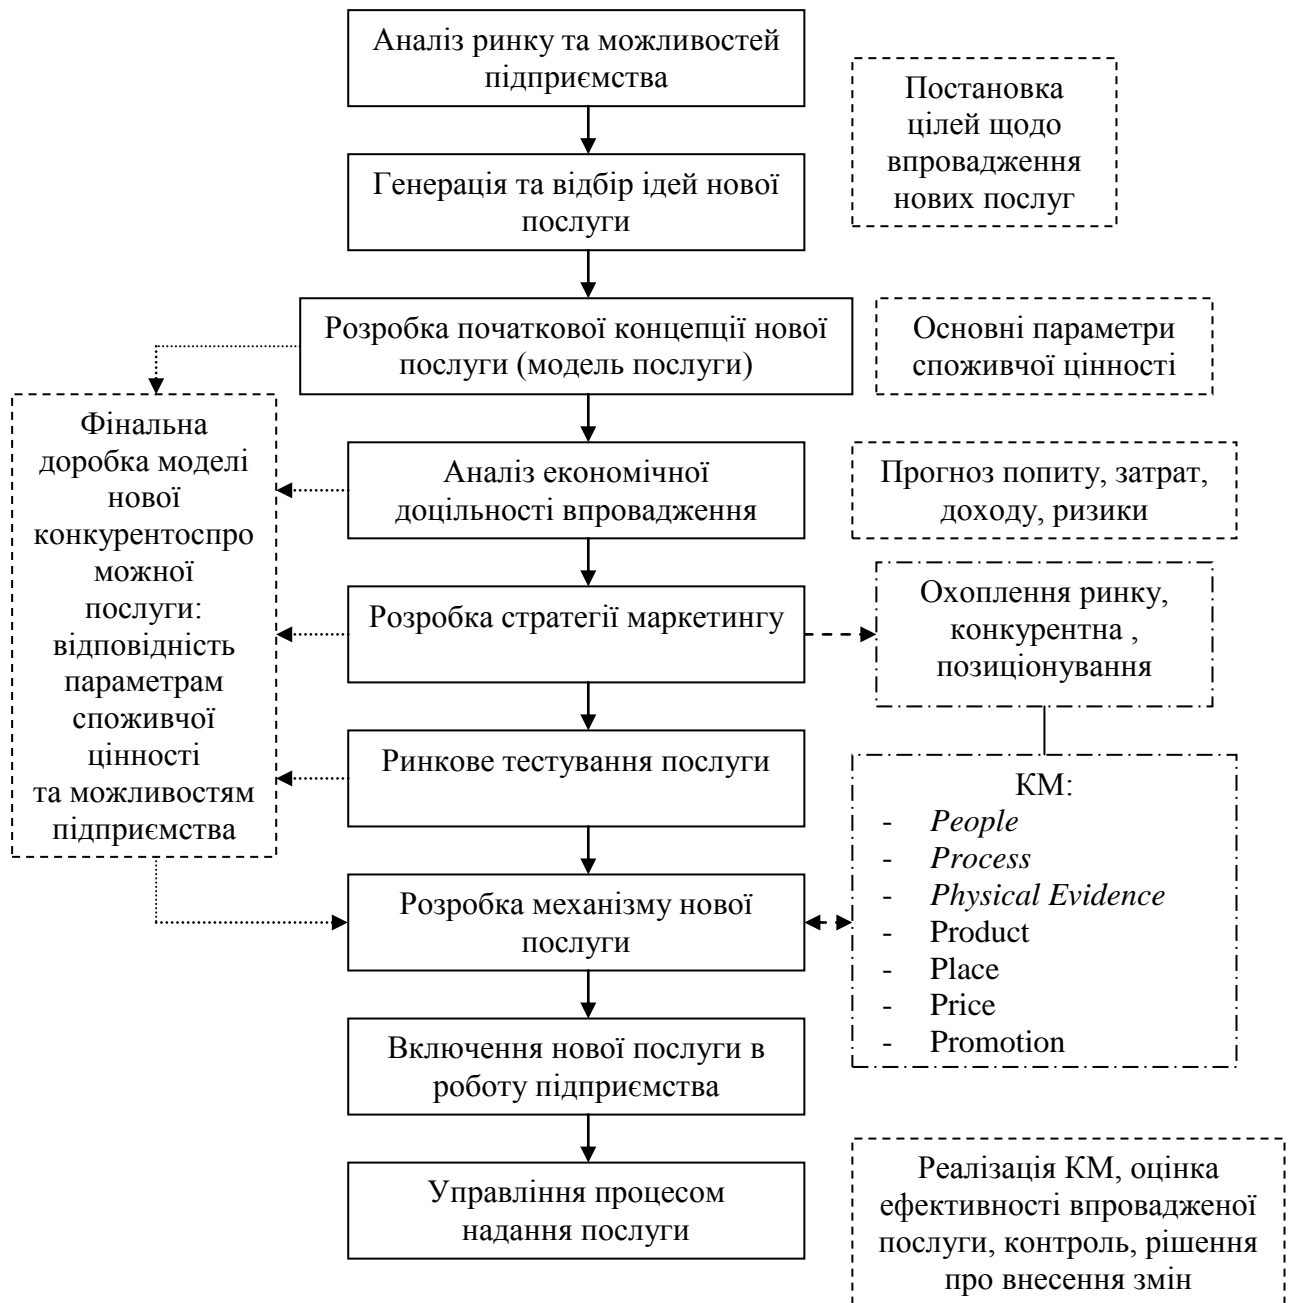 Аналіз ринку та можливостей
підприємства
Постановка
цілей щодо
впровадження
нових послуг
Генерація та відбір ідей нової
послуги
Розробка початкової концепції нової
послуги (модель послуги)
Основні параметри
споживчої цінності
Фінальна
доробка моделі
нової
конкурентоспро
можної
послуги:
відповідність
параметрам
споживчої
цінності
та можливостям
підприємства
Аналіз економічної
доцільності впровадження
Прогноз попиту, затрат,
доходу, ризики
Розробка стратегії маркетингу
Охоплення ринку,
конкурентна ,
позиціонування
Ринкове тестування послуги
КМ:
- People
- Process
- Physical Evidence
- Product
- Place
- Price
- Promotion
Розробка механізму нової
послуги
Включення нової послуги в
роботу підприємства
Управління процесом
надання послуги
Реалізація КМ, оцінка
ефективності впровадженої
послуги, контроль, рішення
про внесення змін